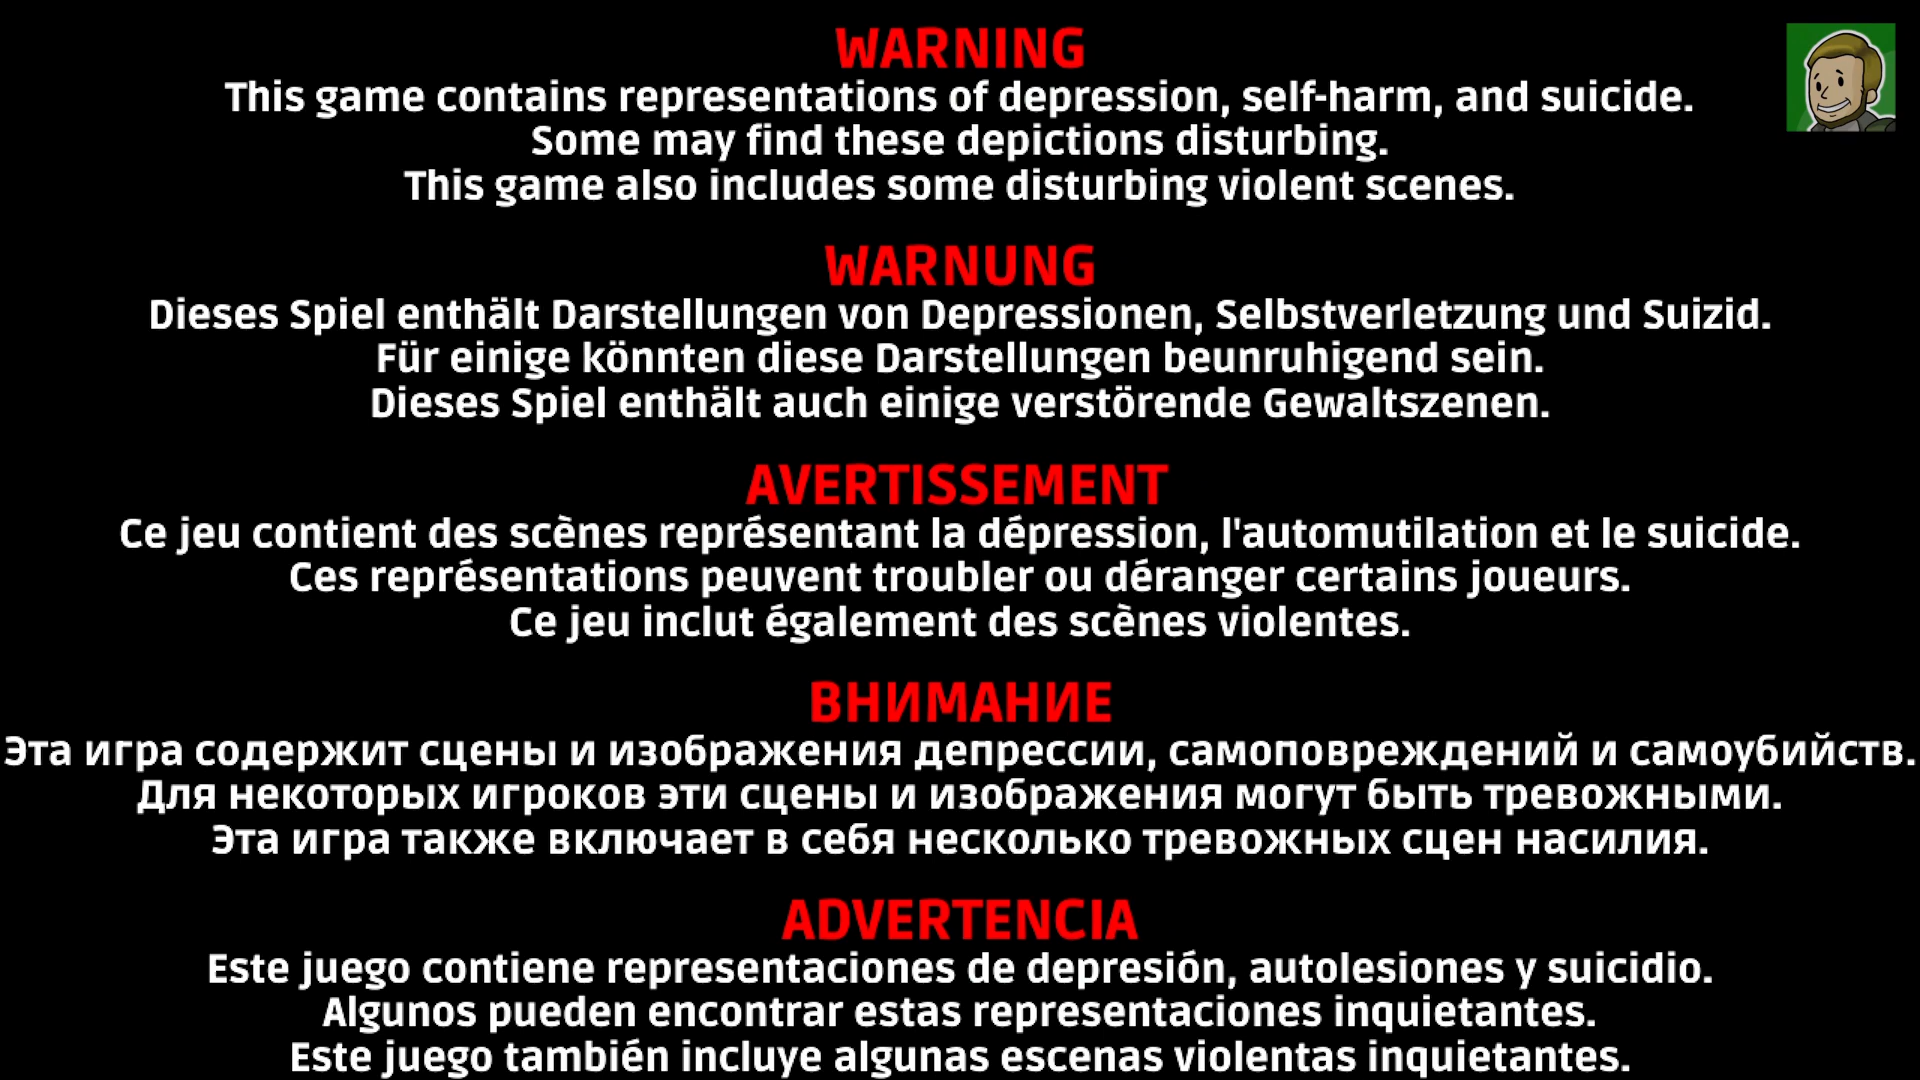 WARNING
This game contains representations of depression, self-harm, and suicide.
Some may find these depictions disturbing.
This game also includes some disturbing violent scenes.
WARNUNG
Dieses Spiel enthält Darstellungen von Depressionen, Selbstverletzung und Suizid.
Für einige könnten diese Darstellungen beunruhigend sein.
Dieses Spiel enthält auch einige verstörende Gewaltszenen.
AVERTISSEMENT
Ce jeu contient des scènes représentant la dépression, l'automutilation et le suicide.
Ces représentations peuvent troubler ou déranger certains joueurs.
Ce jeu inclut également des scènes violentes.
ВНИМАНИЕ
Эта игра содержит сцены и изображения депрессии, самоповреждений и самоубийств.
Для некоторых игроков эти сцены и изображения могут быть тревожными.
Эта игра также включает в себя несколько тревожных сцен насилия.
ADVERTENCIA
Este juego contiene representaciones de depresión, autolesiones y suicidio.
Algunos pueden encontrar estas representaciones inquietantes.
Este juego también incluye algunas escenas violentas inquietantes.